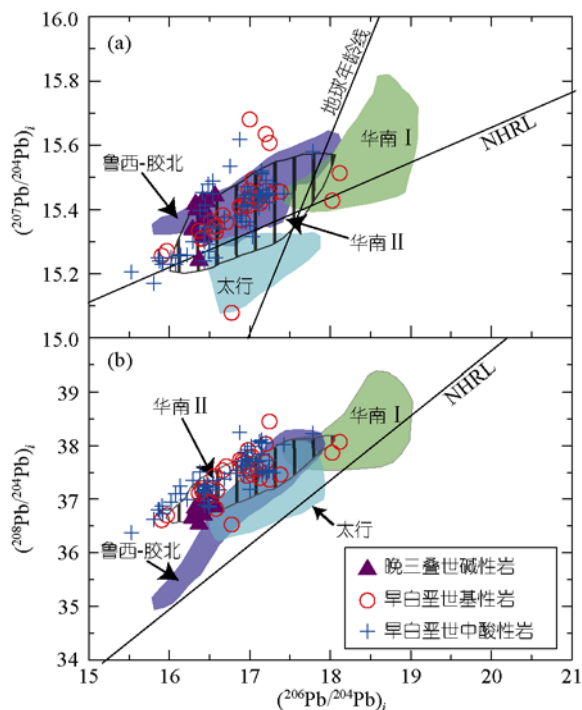 16.0
(a)
地球年龄线
15.8
华南 I
15.6
NHRL
鲁西-胶北
(²⁰⁷Pb/²⁰⁴Pb)ᵢ
15.4
华南 II
15.2
太行
15.0
(b)
NHRL
39
华南 II
华南 I
38
(²⁰⁸Pb/²⁰⁴Pb)ᵢ
37
太行
36
鲁西-胶北
晚三叠世碱性岩
早白垩世基性岩
35
早白垩世中酸性岩
34
15 16 17 18 19 20 21
(²⁰⁶Pb/²⁰⁴Pb)ᵢ